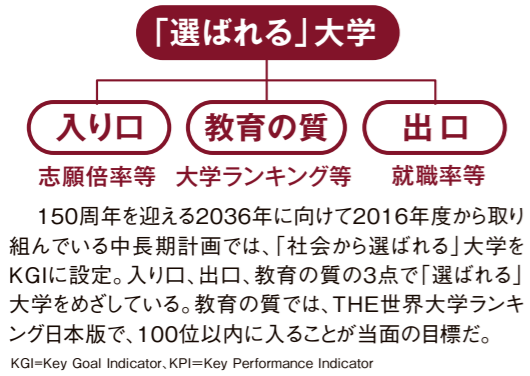 「選ばれる」大学
入り口
教育の質
出口
志願倍率等
大学ランキング等
就職率等
150周年を迎える2036年に向けて2016年度から取り
組んでいる中長期計画では、「社会から選ばれる」大学を
KGIに設定。入り口、出口、教育の質の3点で「選ばれる」
大学をめざしている。教育の質では、THE世界大学ランキ
ング日本版で、100位以内に入ることが当面の目標だ。
KGI=Key Goal Indicator、KPI=Key Performance Indicator